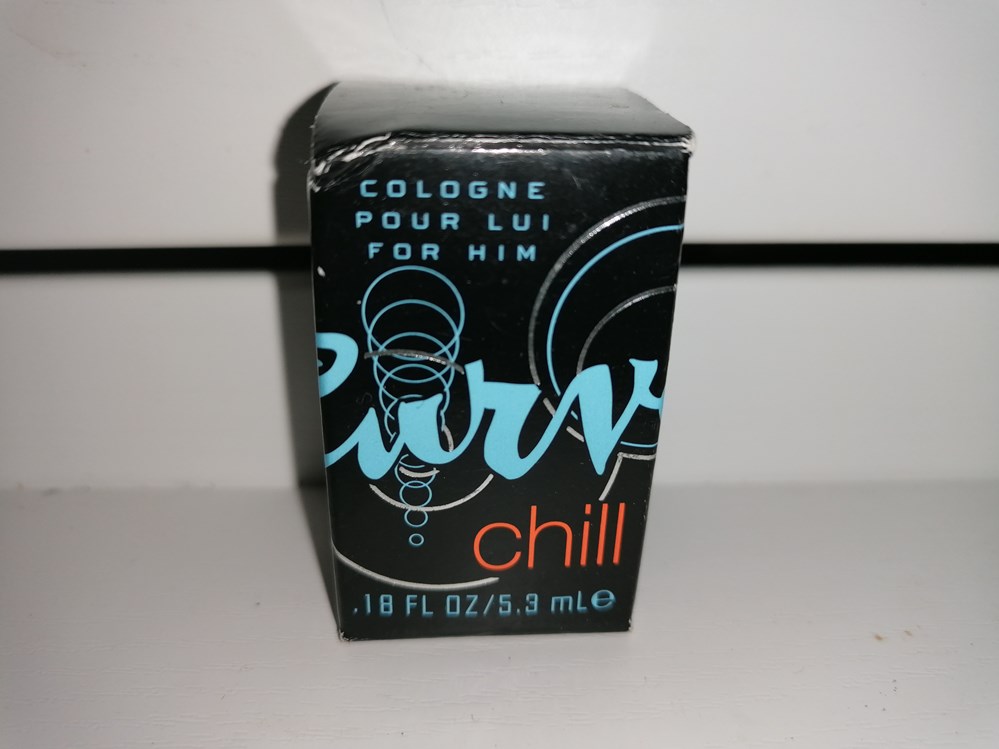 COLOGNE
POUR LUI
FOR HIM
Curv
chill
.18 FL OZ/5.3 mL℮